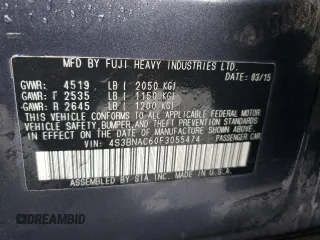 MFD BY FUJI HEAVY INDUSTRIES LTD.
DATE: 03/15
GVWR: 4519 LB ( 2050 KG)
GAWR: F 2535 LB ( 1150 KG)
GAWR: R 2645 LB ( 1200 KG)
THIS VEHICLE CONFORMS TO ALL APPLICABLE
FEDERAL MOTOR VEHICLE
SAFETY, BUMPER, AND THEFT PREVENTION STANDARDS
IN EFFECT ON THE DATE OF MANUFACTURE SHOWN ABOVE.
VIN: 4S3BNAC60F3055474 PASSENGER CAR
ASSEMBLED BY SIA INC. MADE IN U.S.A.
DREAMBID